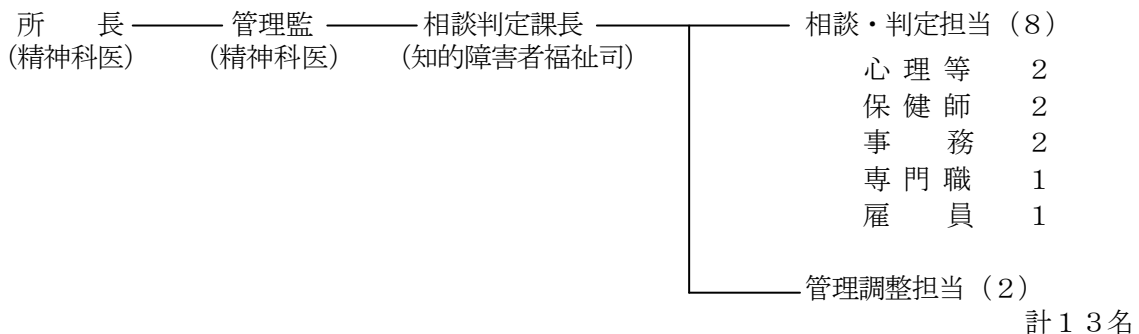 所　　長 管理監 相談判定課長 相談・判定担当（８）
(精神科医) (精神科医) (知的障害者福祉司)
心 理 等　２
保 健 師　２
事　　務　２
専 門 職　１
雇　　員　１
管理調整担当（２）
計１３名